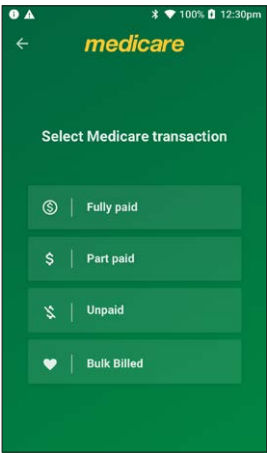 100% 12:30pm
medicare
Select Medicare transaction
Fully paid
$ Part paid
Unpaid
Bulk Billed